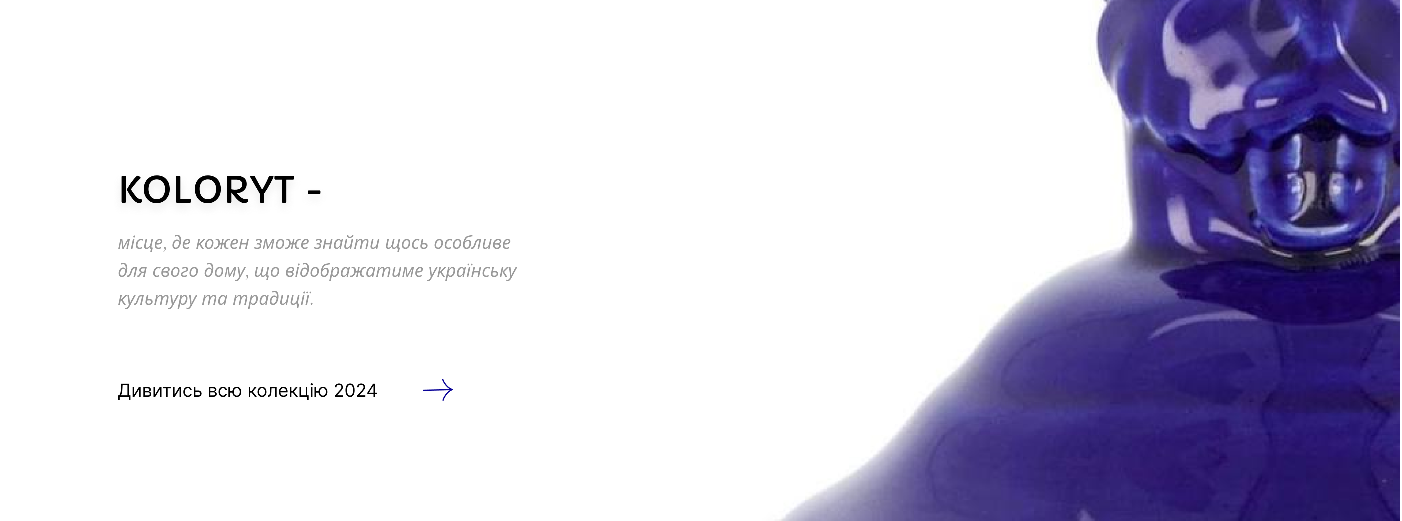 KOLORYT -
місце, де кожен зможе знайти щось особливе
для свого дому, що відображатиме українську
культуру та традиції.
Дивитись всю колекцію 2024